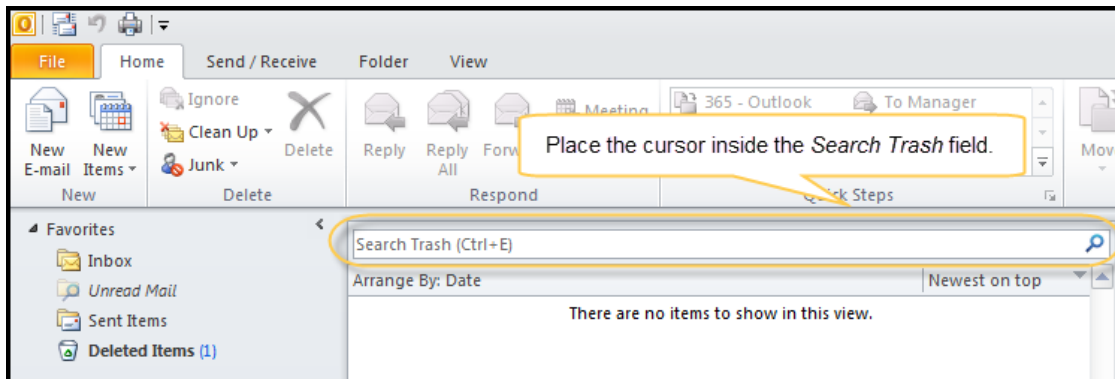 File Home Send / Receive Folder View
Ignore
Clean Up
Junk
New E-mail
New Items
Delete
Reply
Reply All
Meeting
365 - Outlook
To Manager
Place the cursor inside the Search Trash field.
New Delete Respond Steps
Favorites
Inbox
Unread Mail
Sent Items
Deleted Items (1)
Search Trash (Ctrl+E)
Arrange By: Date Newest on top
There are no items to show in this view.